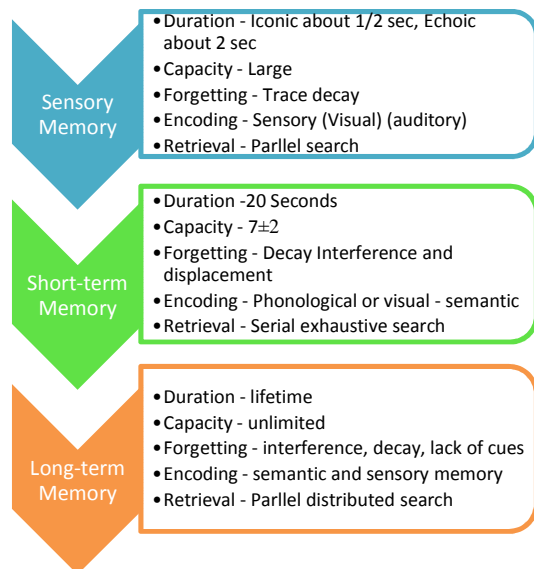 Sensory
Memory
•Duration - Iconic about 1/2 sec, Echoic
about 2 sec
•Capacity - Large
•Forgetting - Trace decay
•Encoding - Sensory (Visual) (auditory)
•Retrieval - Parllel search
Short-term
Memory
•Duration -20 Seconds
•Capacity - 7±2
•Forgetting - Decay Interference and
displacement
•Encoding - Phonological or visual - semantic
•Retrieval - Serial exhaustive search
Long-term
Memory
•Duration - lifetime
•Capacity - unlimited
•Forgetting - interference, decay, lack of cues
•Encoding - semantic and sensory memory
•Retrieval - Parllel distributed search